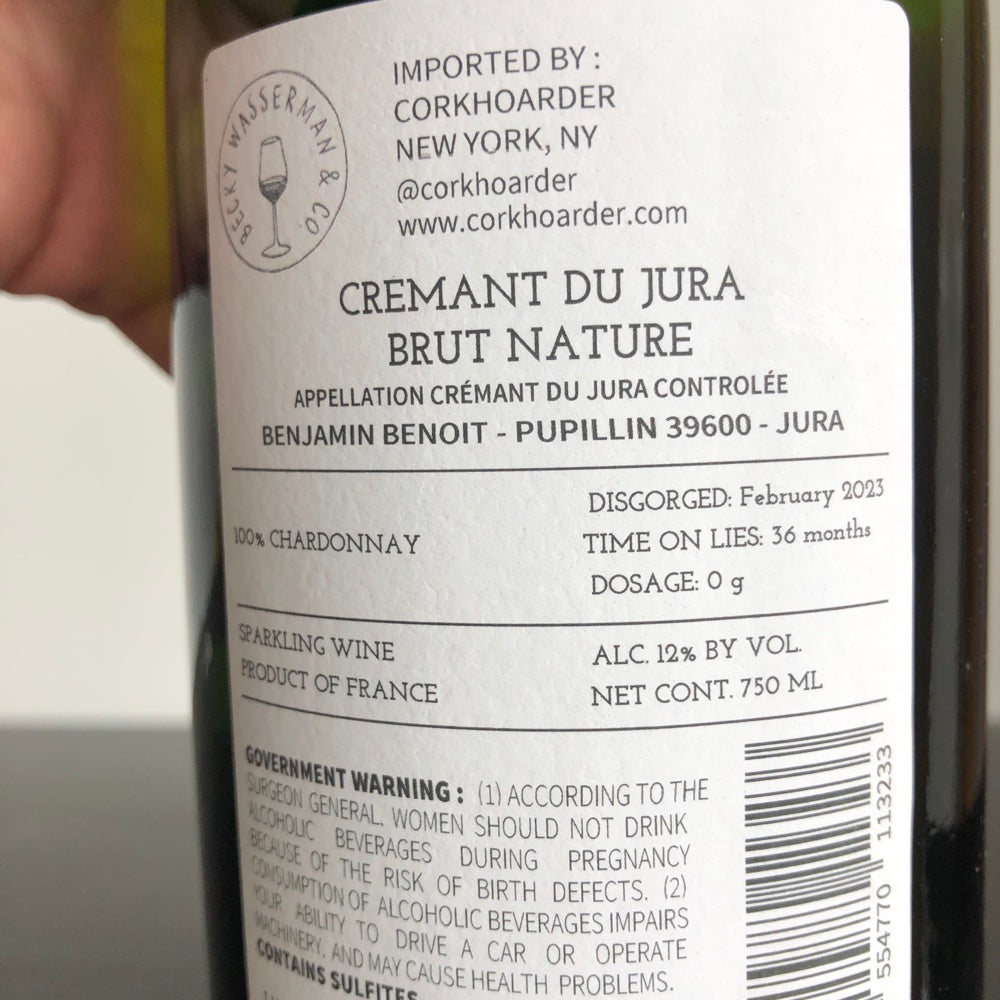 BECKY WASSERMAN & CO.
IMPORTED BY :
CORKHOARDER
NEW YORK, NY
@corkhoarder
www.corkhoarder.com
CRÉMANT DU JURA
BRUT NATURE
APPELLATION CRÉMANT DU JURA CONTROLÉE
BENJAMIN BENOIT - PUPILLIN 39600 - JURA
100% CHARDONNAY
DISGORGED: February 2023
TIME ON LIES: 36 months
DOSAGE: 0 g
SPARKLING WINE
PRODUCT OF FRANCE
ALC. 12% BY VOL.
NET CONT. 750 ML
GOVERNMENT WARNING : (1) ACCORDING TO THE
SURGEON GENERAL, WOMEN SHOULD NOT DRINK
ALCOHOLIC BEVERAGES DURING PREGNANCY
BECAUSE OF THE RISK OF BIRTH DEFECTS. (2)
CONSUMPTION OF ALCOHOLIC BEVERAGES IMPAIRS
YOUR ABILITY TO DRIVE A CAR OR OPERATE
MACHINERY, AND MAY CAUSE HEALTH PROBLEMS.
CONTAINS SULFITES
554770 113233